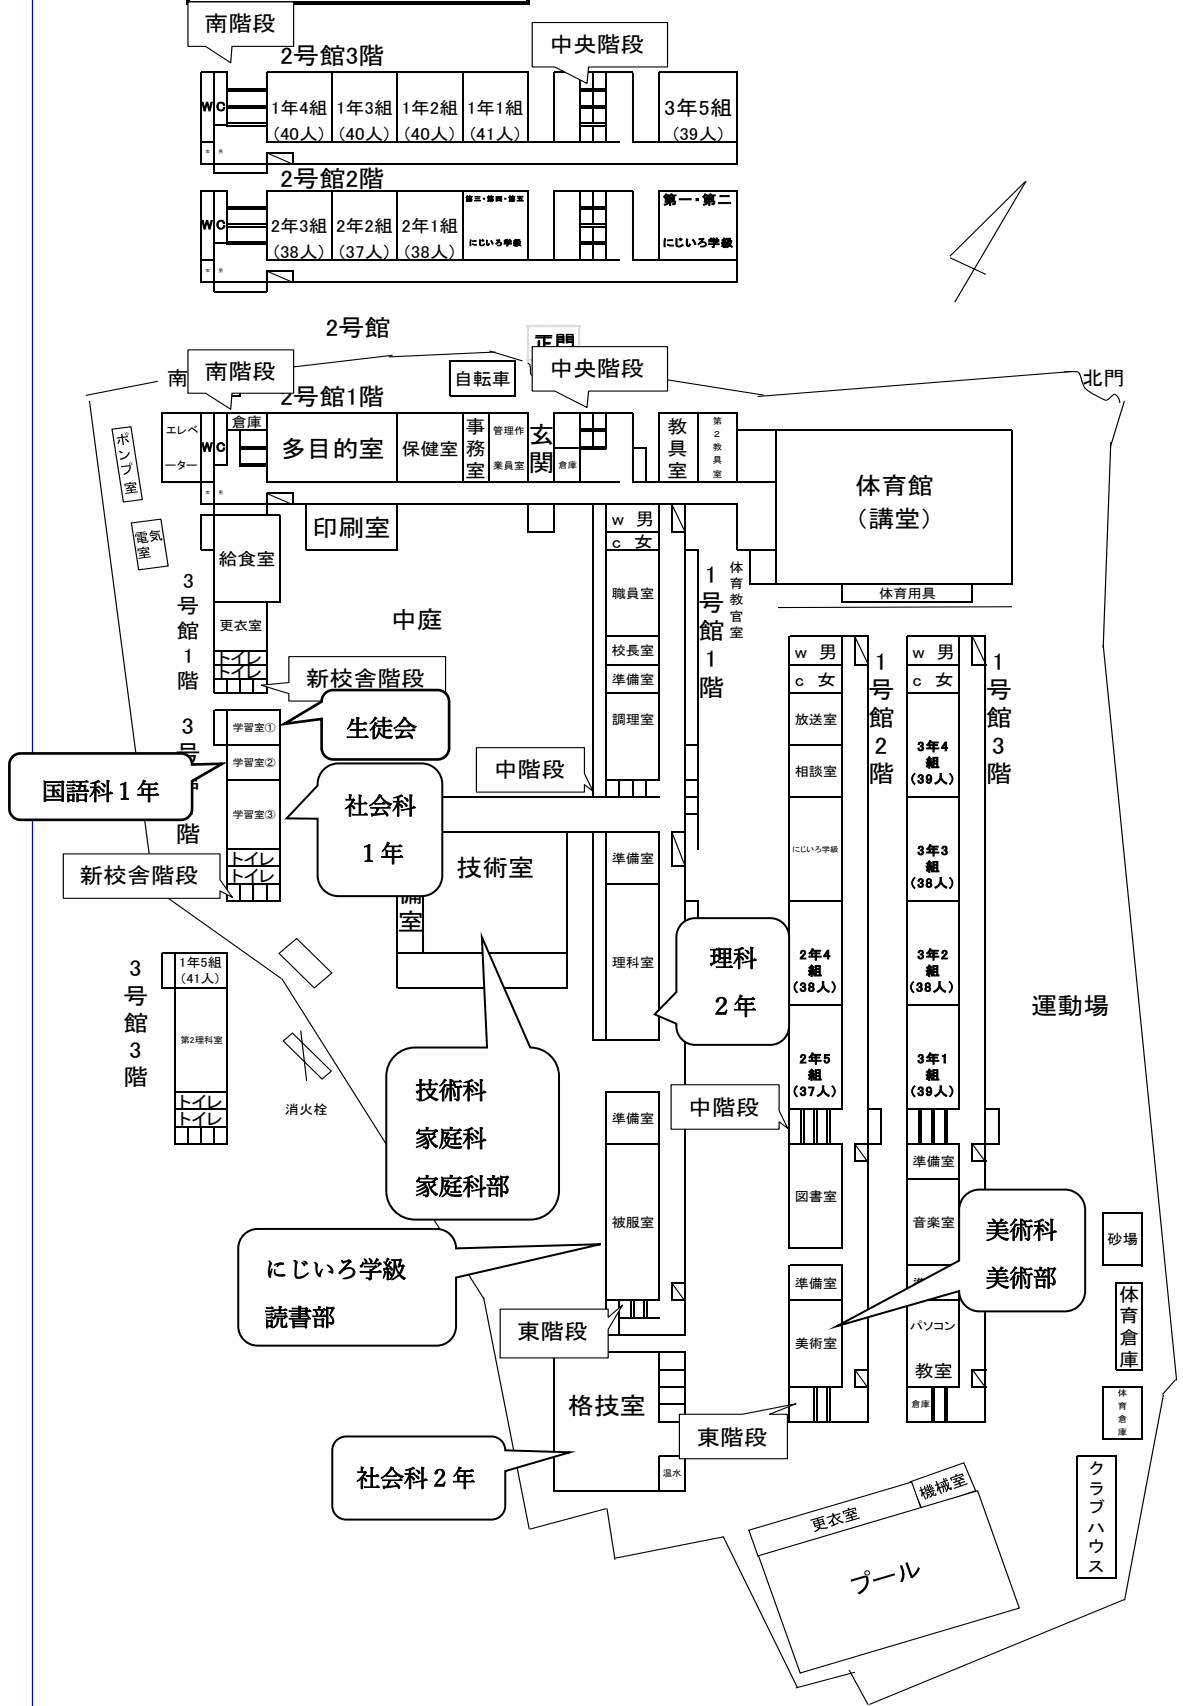 南階段
中央階段
2号館3階
WC
1年4組
(40人)
1年3組
(40人)
1年2組
(40人)
1年1組
(41人)
3年5組
(39人)
2号館2階
WC
2年3組
(38人)
2年2組
(37人)
2年1組
(38人)
第三・第四・第五
にじいろ学級
第一・第二
にじいろ学級
2号館
正門
南
南階段
中央階段
自転車
北門
2号館1階
ポンプ室
エレベ
ーター
WC
倉庫
多目的室
保健室
事務室
管理作
業員室
玄関
倉庫
教具室
第2教具室
体育館
(講堂)
電気室
給食室
印刷室
w 男
c 女
職員室
体育教官室
体育用具
3号館1階
更衣室
トイレ
トイレ
中庭
校長室
準備室
調理室
1号館1階
w 男
c 女
放送室
相談室
にじいろ学級
1号館2階
w 男
c 女
3年4
組
(39人)
1号館3階
新校舎階段
生徒会
3号
階
学習室①
学習室②
学習室③
トイレ
トイレ
国語科1年
社会科
1年
中階段
新校舎階段
技術室
備室
準備室
理科室
理科
2年
2年4
組
(38人)
2年5
組
(37人)
3年3
組
(38人)
3年2
組
(38人)
3年1
組
(39人)
運動場
3号館3階
1年5組
(41人)
第2理科室
トイレ
トイレ
消火栓
技術科
家庭科
家庭科部
準備室
被服室
中階段
図書室
準備室
音楽室
美術科
美術部
砂場
体育倉庫
体育倉庫
にじいろ学級
読書部
東階段
準備室
美術室
パソコン
教室
倉庫
格技室
東階段
社会科2年
温水
クラブハウス
更衣室
機械室
プール